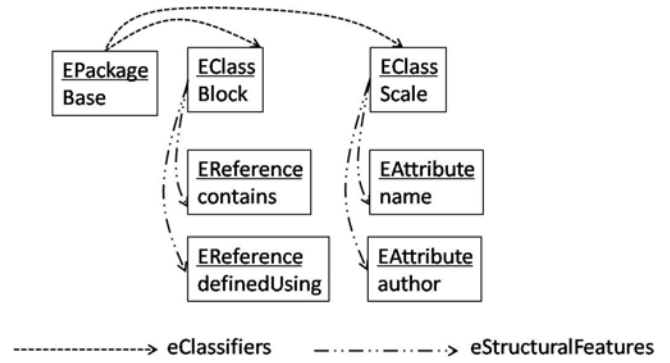 EPackage
Base
EClass
Block
EClass
Scale
EReference
contains
EAttribute
name
EReference
definedUsing
EAttribute
author
eClassifiers
eStructuralFeatures